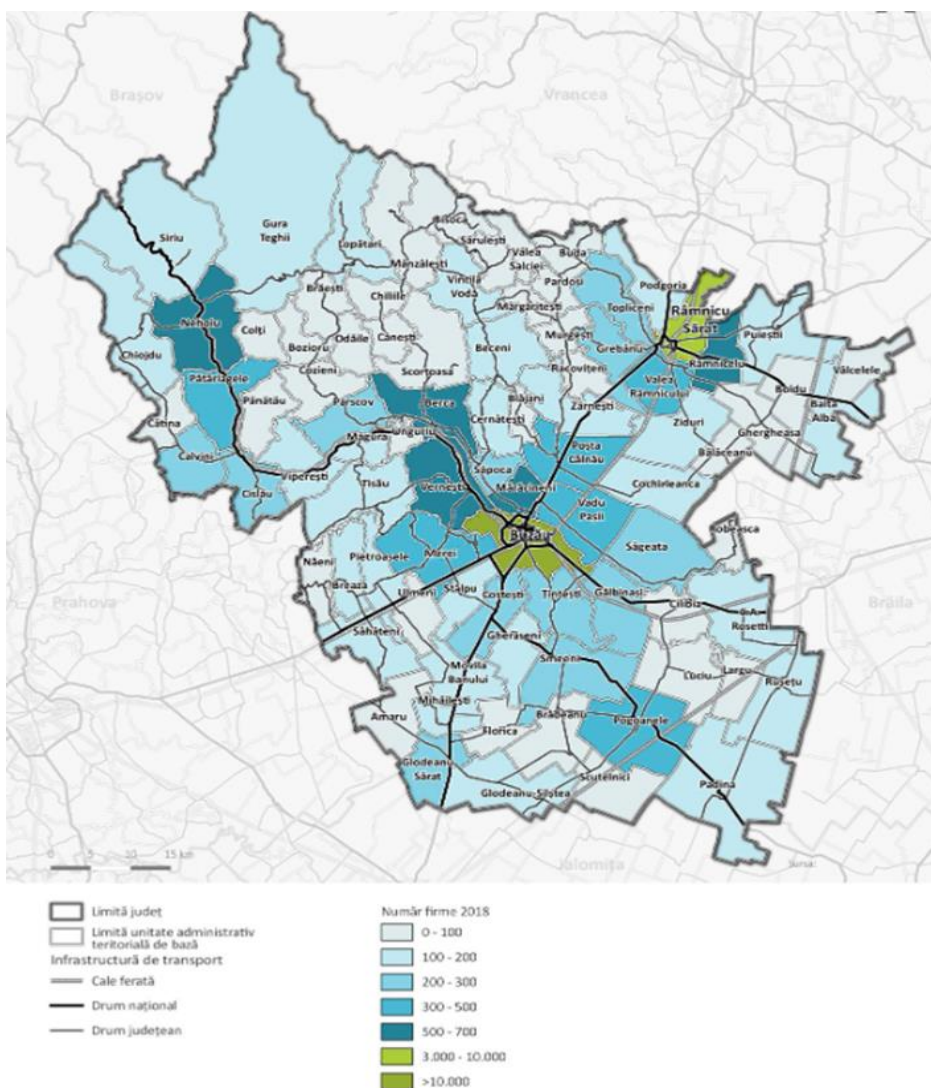 Brașov
Vrancea
Bisoca
Siriu
Gura
Teghii
Lopătari
Sărulești
Mânzălești
Valea
Salciei
Buda
Vintilă
Vodă
Pardoși
Podgoria
Brăești
Chiliile
Mărgăritești
Topliceni
Râmnicu
Sărat
Nehoiu
Colți
Odăile
Cănești
Murgești
Grebănu
Puiești
Bozioru
Beceni
Râmnicelu
Chiojdu
Cozieni
Scorțoasa
Racovițeni
Boldu
Vâlcelele
Pătârlagele
Pănătău
Pârscov
Berca
Blăjani
Valea
Râmnicului
Balta
Albă
Cernătești
Zărnești
Ziduri
Cătina
Măgura
Unguriu
Ghergheasa
Calvini
Viperești
Săpoca
Poșta
Câlnău
Bălăceanu
Cislău
Tisău
Vernești
Mărăcineni
Cochirleanca
Vadu
Pașii
Robeasca
Buzău
Săgeata
Năeni
Pietroasele
Merei
Breaza
Ulmeni
Stâlpu
Costești
Țintești
Gălbinași
Cilibia
C.A.
Rosetti
Prahova
Brăila
Săhăteni
Gherăseni
Smeeni
Movila
Banului
Luciu
Largu
Rușețu
Mihăilești
Amaru
Florica
Brădeanu
Pogoanele
Glodeanu
Sărat
Scutelnici
Padina
Glodeanu-Siliștea
0 5 10 15 km
Ialomița
Sursa:
Limită județ
Limită unitate administrativ
teritorială de bază
Infrastructură de transport
Cale ferată
Drum național
Drum județean
Număr firme 2018
0 - 100
100 - 200
200 - 300
300 - 500
500 - 700
3.000 - 10.000
>10.000